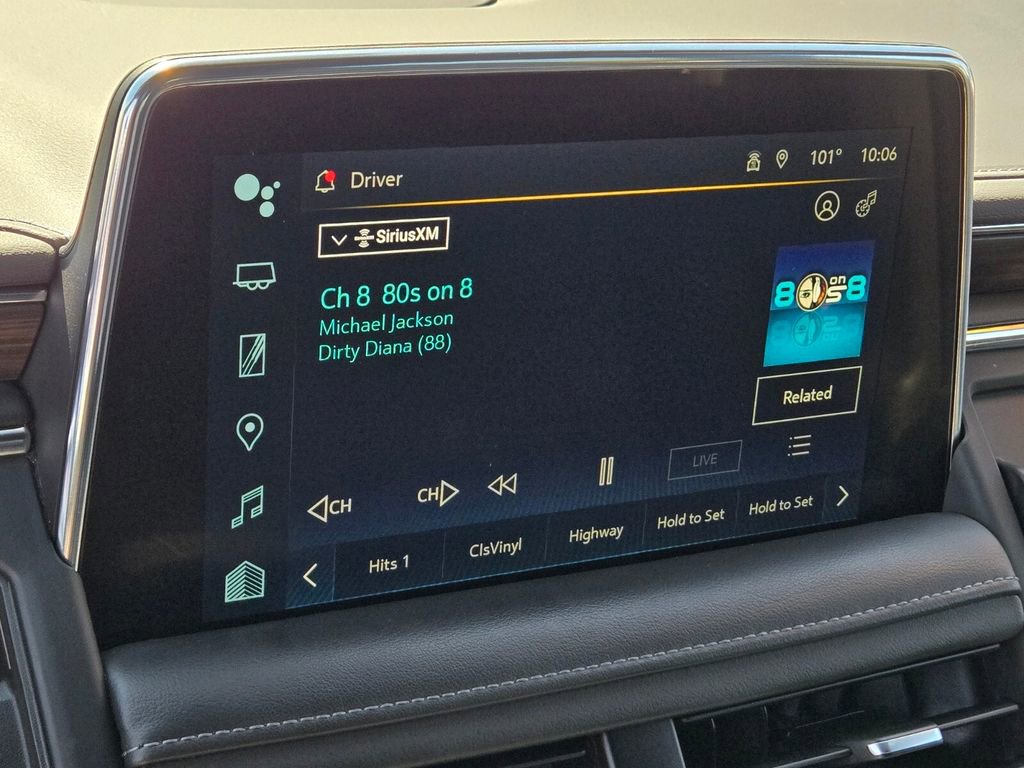 Driver
101° 10:06
SiriusXM
Ch 8 80s on 8
Michael Jackson
Dirty Diana (88)
80s on 8
Related
LIVE
CH
CH
Hits 1
ClsVinyl
Highway
Hold to Set
Hold to Set